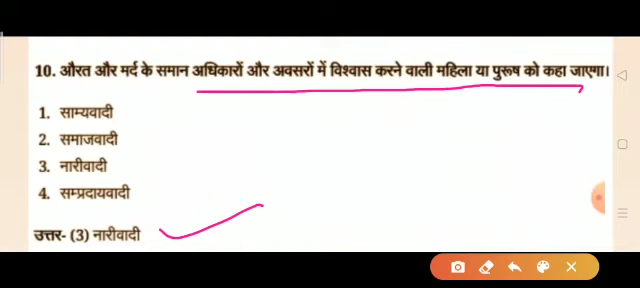 10. औरत और मर्द के समान अधिकारों और अवसरों में विश्वास करने वाली महिला या पुरूष को कहा जाएगा।
1. साम्यवादी
2. समाजवादी
3. नारीवादी
4. सम्प्रदायवादी
उत्तर- (3) नारीवादी